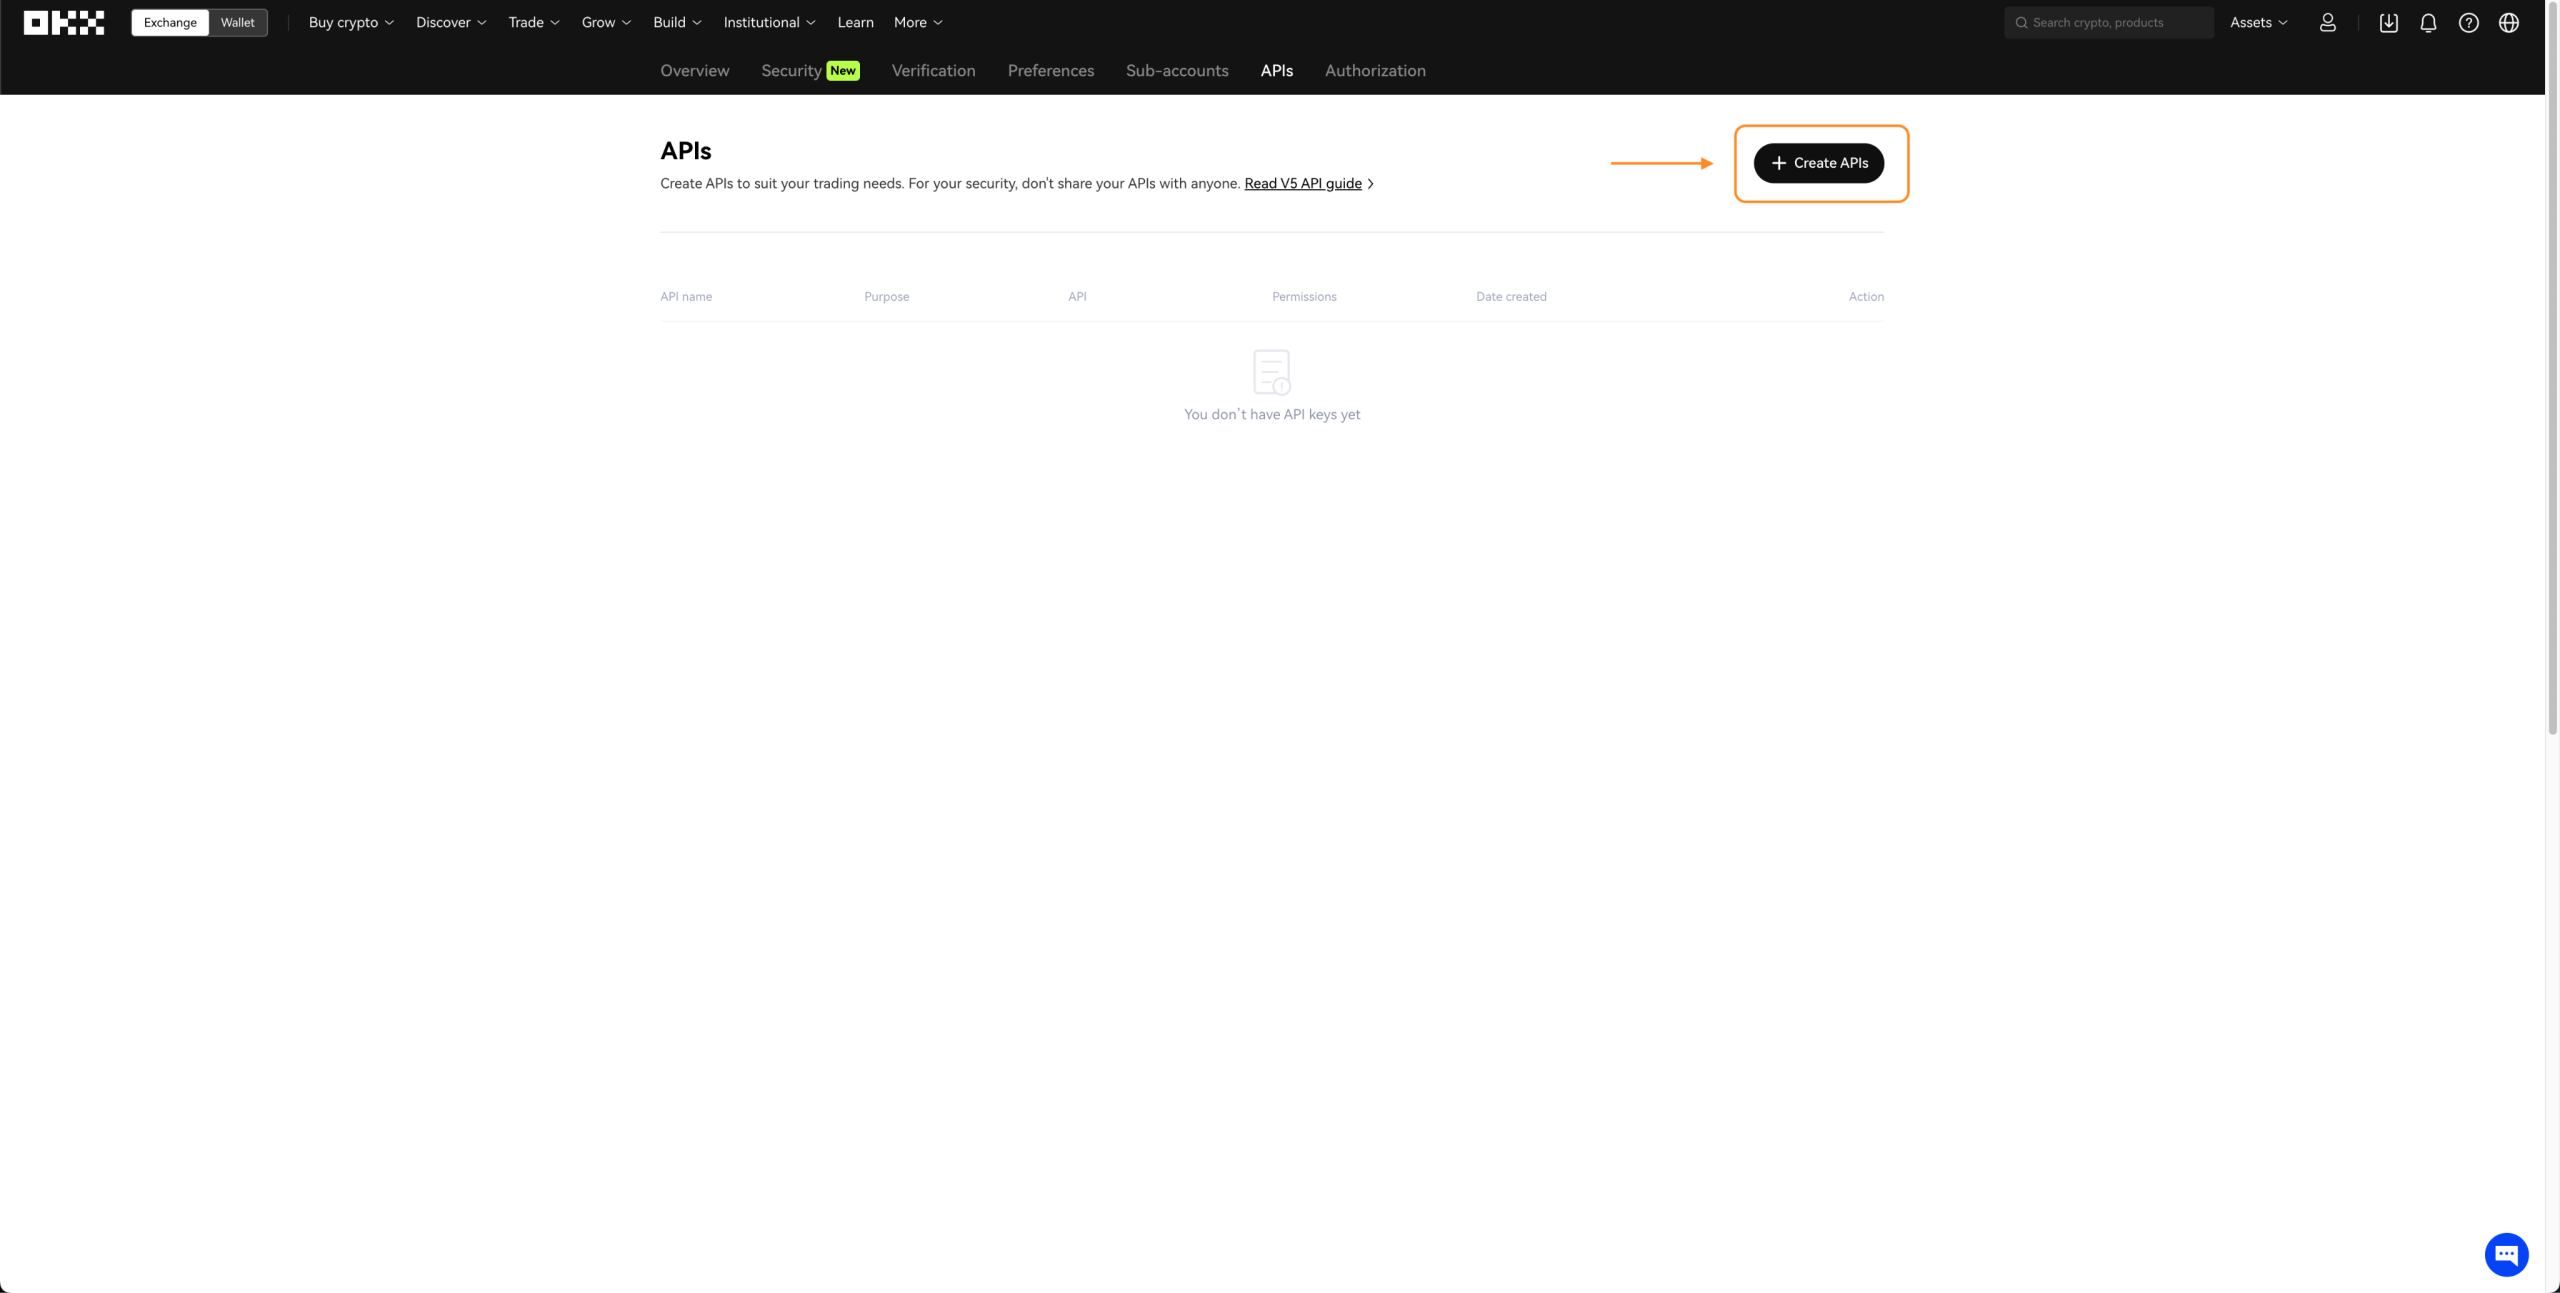 OKX Exchange Wallet Buy crypto Discover Trade Grow Build Institutional Learn More Search crypto, products Assets
Overview Security New Verification Preferences Sub-accounts APIs Authorization
APIs
Create APIs to suit your trading needs. For your security, don't share your APIs with anyone. Read V5 API guide
Create APIs
API name Purpose API Permissions Date created Action
You don't have API keys yet